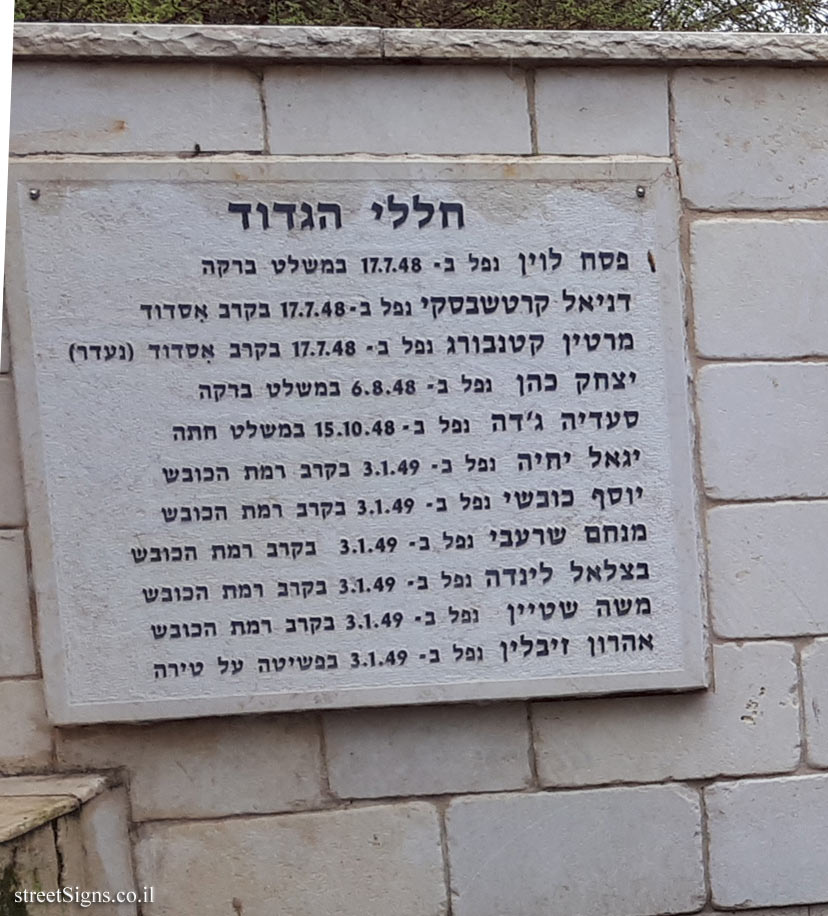 חללי הגדוד
פסח לוין נפל ב- 17.7.48 במשלט ברקה
דניאל קרטשבסקי נפל ב- 17.7.48 בקרב אִסדוד
מרטין קטנבורג נפל ב- 17.7.48 בקרב אִסדוד (נעדר)
יצחק כהן נפל ב- 6.8.48 במשלט ברקה
סעדיה ג'דה נפל ב- 15.10.48 במשלט חתה
יגאל יחיה נפל ב- 3.1.49 בקרב רמת הכובש
יוסף כובשי נפל ב- 3.1.49 בקרב רמת הכובש
מנחם שרעבי נפל ב- 3.1.49 בקרב רמת הכובש
בצלאל לינדה נפל ב- 3.1.49 בקרב רמת הכובש
משה שטיין נפל ב- 3.1.49 בקרב רמת הכובש
אהרון זיבלין נפל ב- 3.1.49 בפשיטה על טירה
streetSigns.co.il